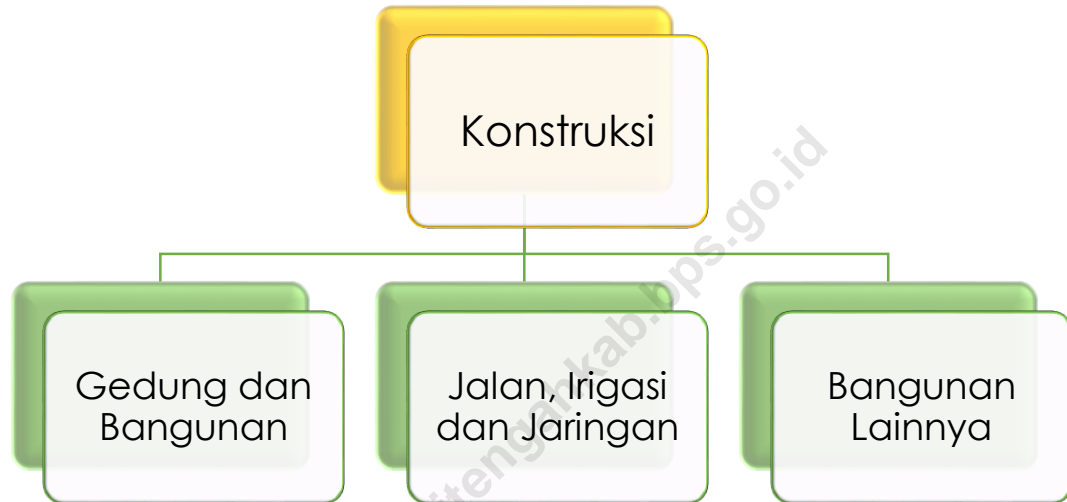 Konstruksi
Gedung dan
Bangunan
Jalan, Irigasi
dan Jaringan
Bangunan
Lainnya